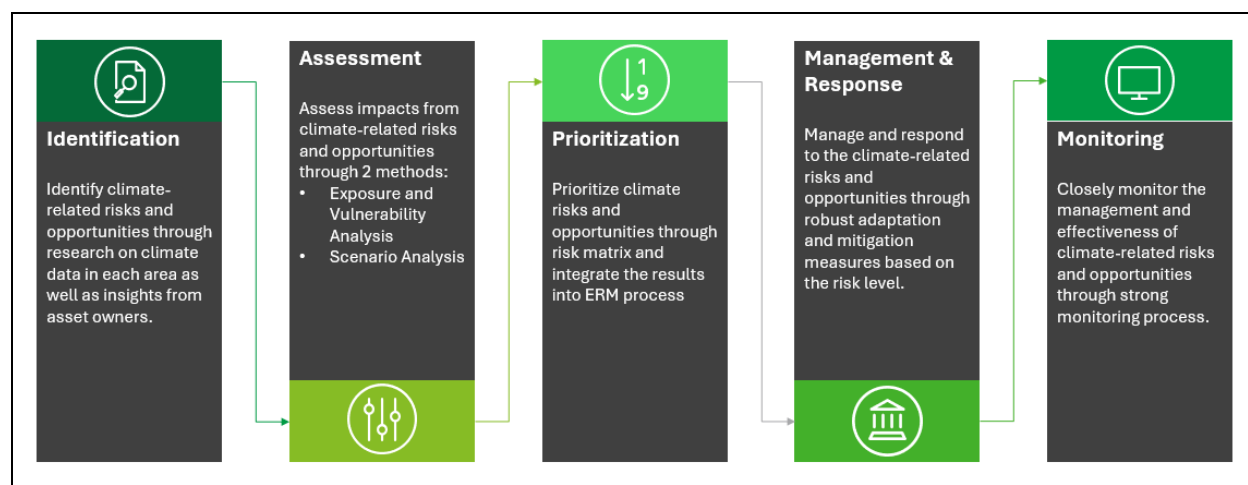 Identification
Identify climate-
related risks and
opportunities through
research on climate
data in each area as
well as insights from
asset owners.
Assessment
Assess impacts from
climate-related risks
and opportunities
through 2 methods:
• Exposure and
Vulnerability
Analysis
• Scenario Analysis
1
9
Prioritization
Prioritize climate
risks and
opportunities through
risk matrix and
integrate the results
into ERM process
Management &
Response
Manage and respond
to the climate-related
risks and
opportunities through
robust adaptation
and mitigation
measures based on
the risk level.
Monitoring
Closely monitor the
management and
effectiveness of
climate-related risks
and opportunities
through strong
monitoring process.